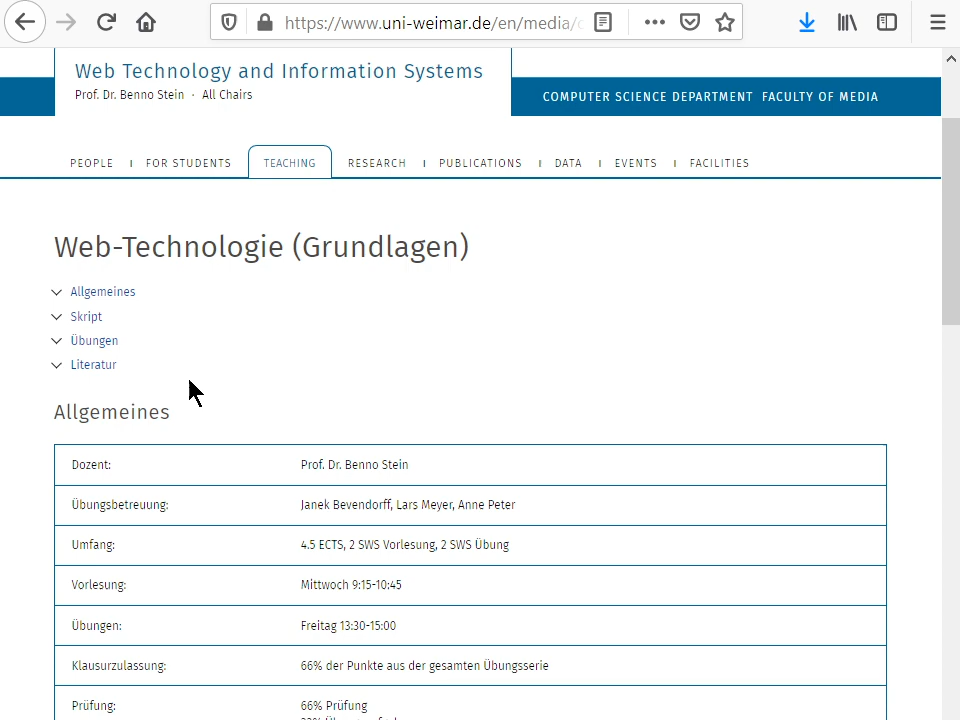 https://www.uni-weimar.de/en/media/
Web Technology and Information Systems
Prof. Dr. Benno Stein · All Chairs
COMPUTER SCIENCE DEPARTMENT FACULTY OF MEDIA
PEOPLE I FOR STUDENTS TEACHING RESEARCH I PUBLICATIONS I DATA I EVENTS I FACILITIES
Web-Technologie (Grundlagen)
Allgemeines
Skript
Übungen
Literatur
Allgemeines
Dozent: Prof. Dr. Benno Stein
Übungsbetreuung: Janek Bevendorff, Lars Meyer, Anne Peter
Umfang: 4.5 ECTS, 2 SWS Vorlesung, 2 SWS Übung
Vorlesung: Mittwoch 9:15-10:45
Übungen: Freitag 13:30-15:00
Klausurzulassung: 66% der Punkte aus der gesamten Übungsserie
Prüfung: 66% Prüfung